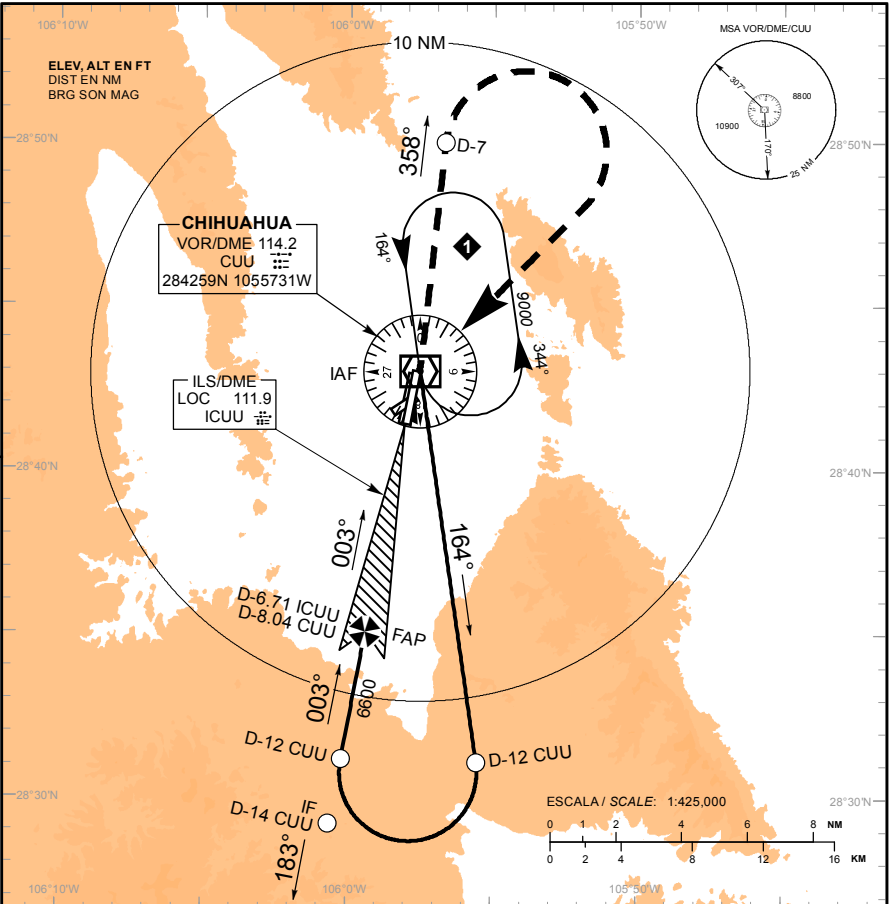 106°10'W
106°0'W
105°50'W
MSA VOR/DME/CUU
307°
8800
10900
170°
25 NM
ELEV, ALT EN FT
DIST EN NM
BRG SON MAG
10 NM
28°50'N
28°50'N
358°
D-7
CHIHUAHUA
VOR/DME 114.2
CUU
284259N 1055731W
164°
1
9000
344°
IAF
0
27
9
ILS/DME
LOC 111.9
ICUU
28°40'N
28°40'N
003°
164°
D-6.71 ICUU
D-8.04 CUU
FAP
003°
6600
D-12 CUU
D-12 CUU
28°30'N
28°30'N
IF
D-14 CUU
183°
ESCALA / SCALE: 1:425,000
0 1 2 4 6 8 NM
0 2 4 8 12 16 KM
106°10'W
106°0'W
105°50'W